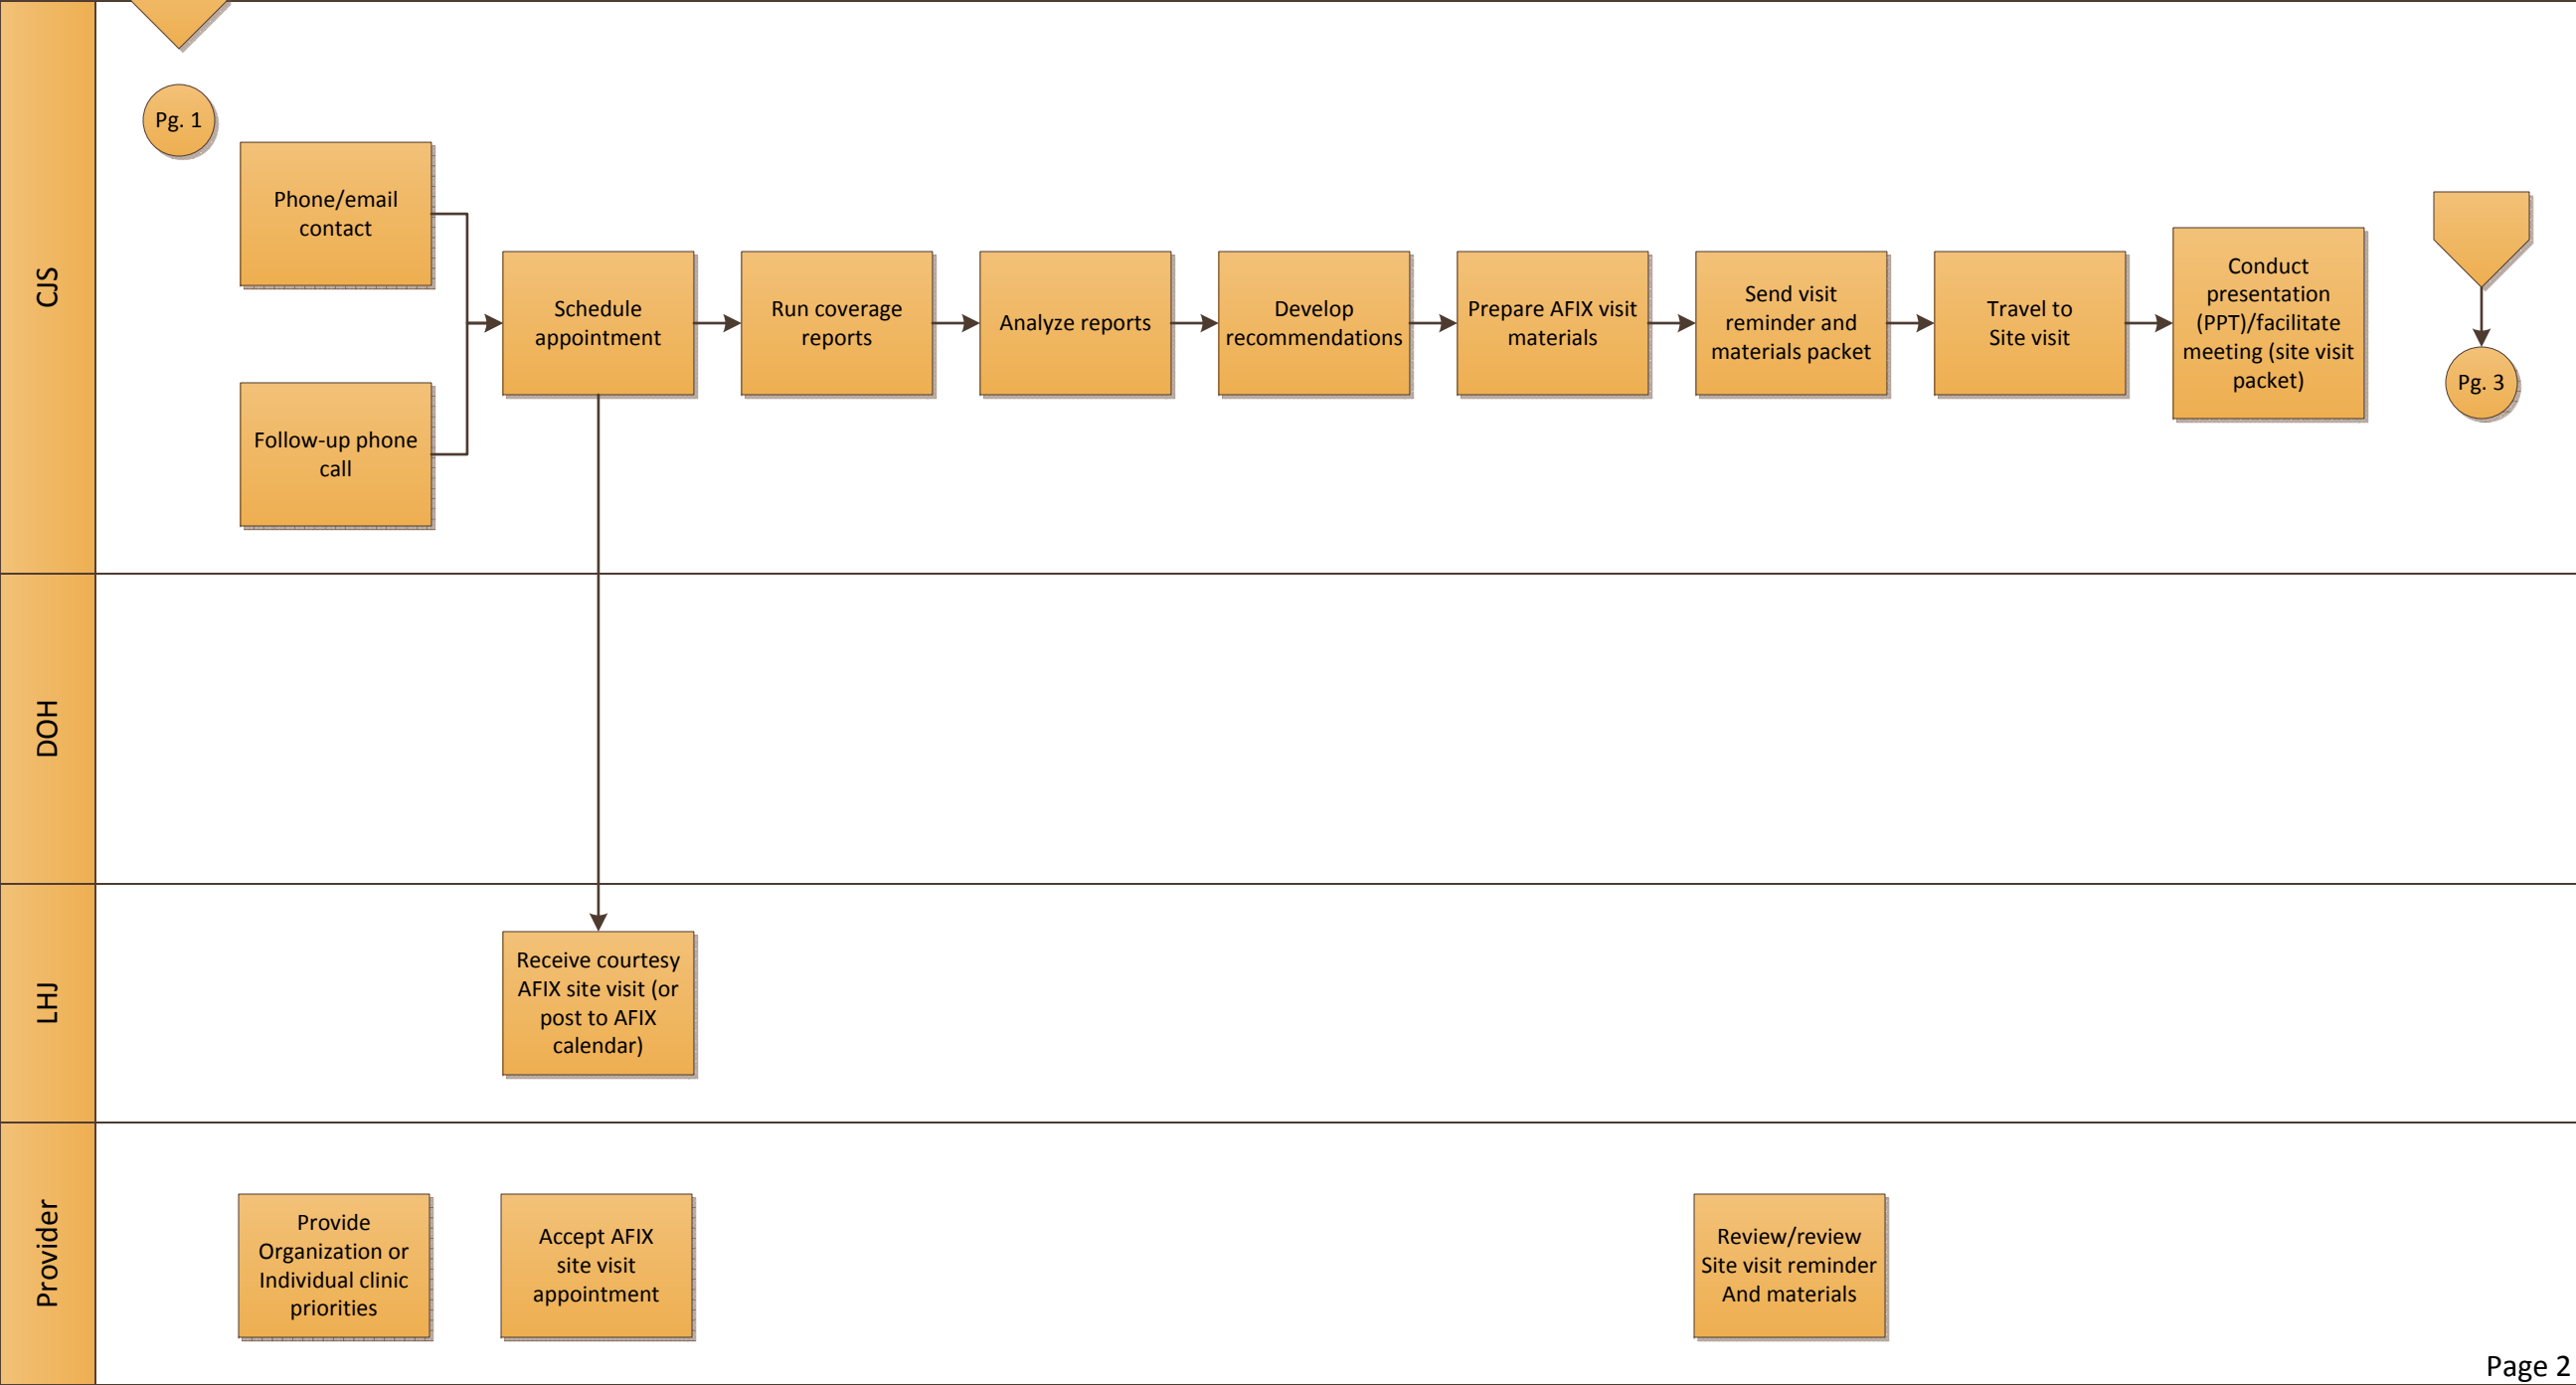 CJS
Pg. 1
Phone/email
contact
Follow-up phone
call
Schedule
appointment
Run coverage
reports
Analyze reports
Develop
recommendations
Prepare AFIX visit
materials
Send visit
reminder and
materials packet
Travel to
Site visit
Conduct
presentation
(PPT)/facilitate
meeting (site visit
packet)
Pg. 3
DOH
LHJ
Receive courtesy
AFIX site visit (or
post to AFIX
calendar)
Provider
Provide
Organization or
Individual clinic
priorities
Accept AFIX
site visit
appointment
Review/review
Site visit reminder
And materials
Page 2